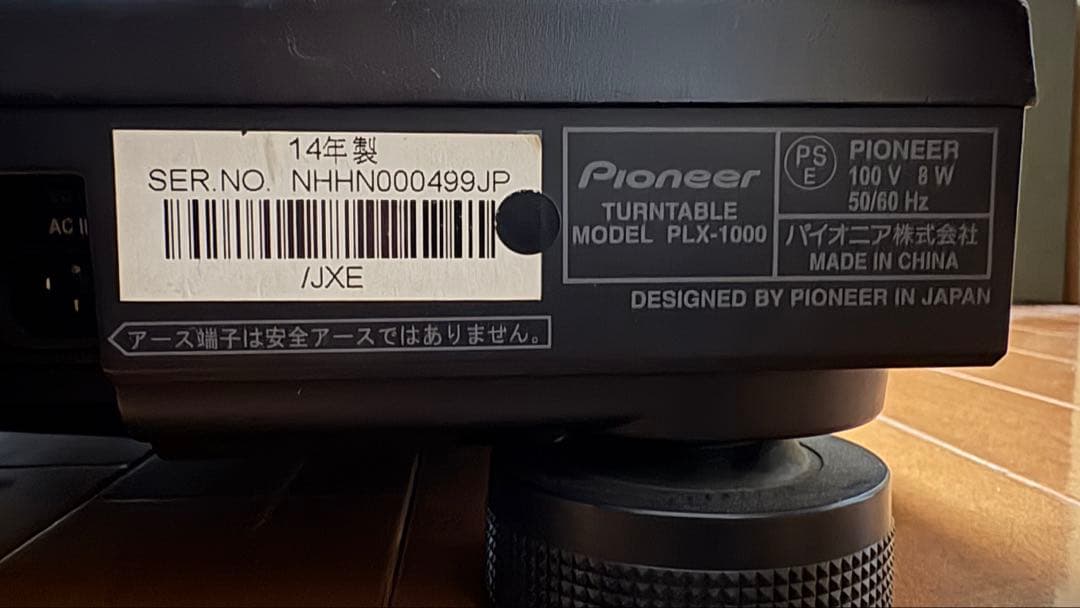 14年製
SER.NO. NHHN000499JP
/JXE
アース端子は安全アースではありません。
AC I
Pioneer
TURNTABLE
MODEL PLX-1000
PS
E
PIONEER
100 V 8 W
50/60 Hz
パイオニア株式会社
MADE IN CHINA
DESIGNED BY PIONEER IN JAPAN